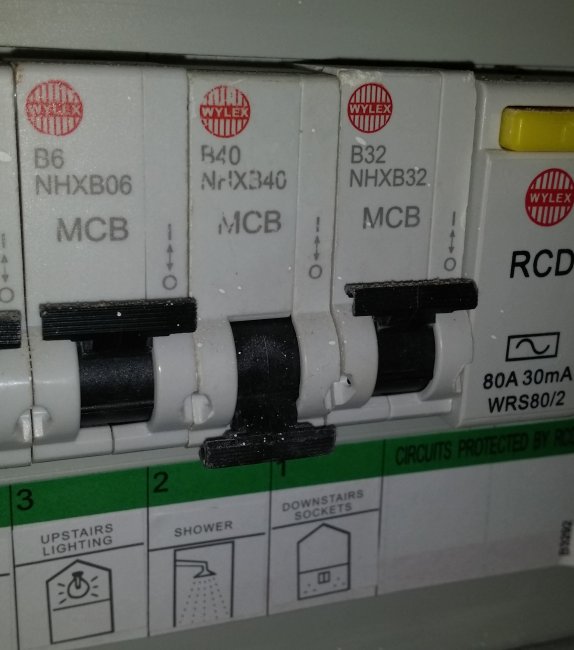 WYLEX
B6
NHXB06
MCB
I
O
WYLEX
B40
NHXB40
MCB
I
O
WYLEX
B32
NHXB32
MCB
I
O
WYLEX
RCD
80A 30mA
WRS80/2
I
O
CIRCUITS PROTECTED BY RCD
3
UPSTAIRS
LIGHTING
2
SHOWER
1
DOWNSTAIRS
SOCKETS